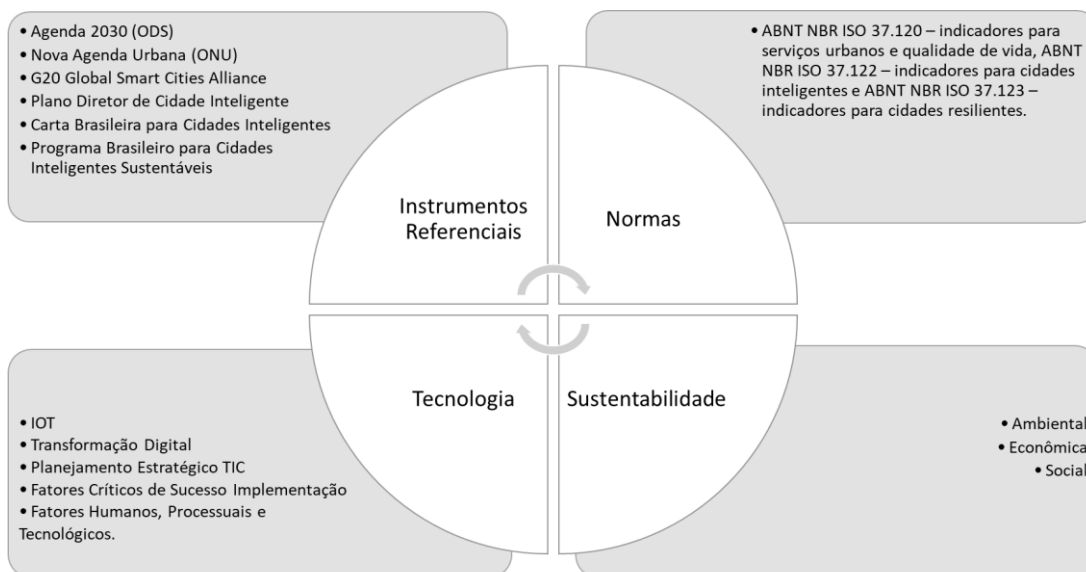 • Agenda 2030 (ODS)
• Nova Agenda Urbana (ONU)
• G20 Global Smart Cities Alliance
• Plano Diretor de Cidade Inteligente
• Carta Brasileira para Cidades Inteligentes
• Programa Brasileiro para Cidades
Inteligentes Sustentáveis
• ABNT NBR ISO 37.120 – indicadores para
serviços urbanos e qualidade de vida, ABNT
NBR ISO 37.122 – indicadores para cidades
inteligentes e ABNT NBR ISO 37.123 –
indicadores para cidades resilientes.
Instrumentos
Referenciais
Normas
Tecnologia
Sustentabilidade
• IOT
• Transformação Digital
• Planejamento Estratégico TIC
• Fatores Críticos de Sucesso Implementação
• Fatores Humanos, Processuais e
Tecnológicos.
• Ambiental
• Econômica
• Social